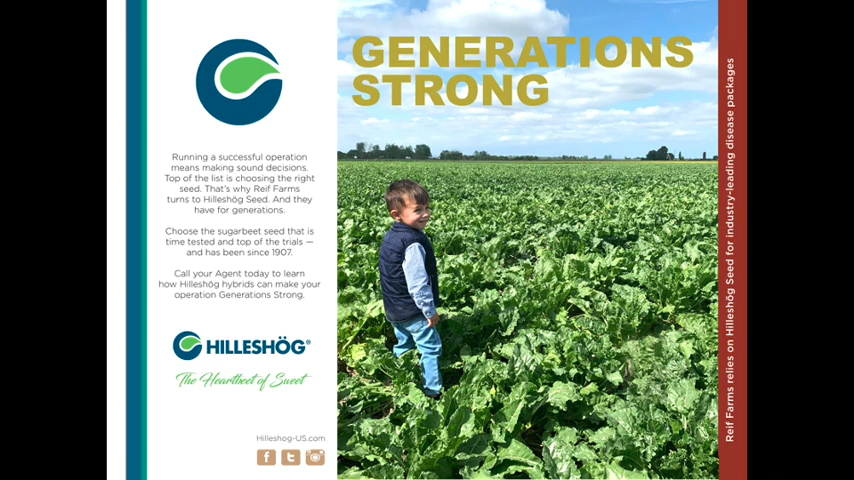 GENERATIONS
STRONG
Running a successful operation
means making sound decisions.
Top of the list is choosing the right
seed. That's why Reif Farms
turns to Hilleshög Seed. And they
have for generations.
Choose the sugarbeet seed that is
time tested and top of the trials —
and has been since 1907.
Call your Agent today to learn
how Hilleshög hybrids can make your
operation Generations Strong.
HILLESHÖG®
The Heartbeet of Sweet
Hilleshog-US.com
Reif Farms relies on Hilleshög Seed for industry-leading disease packages